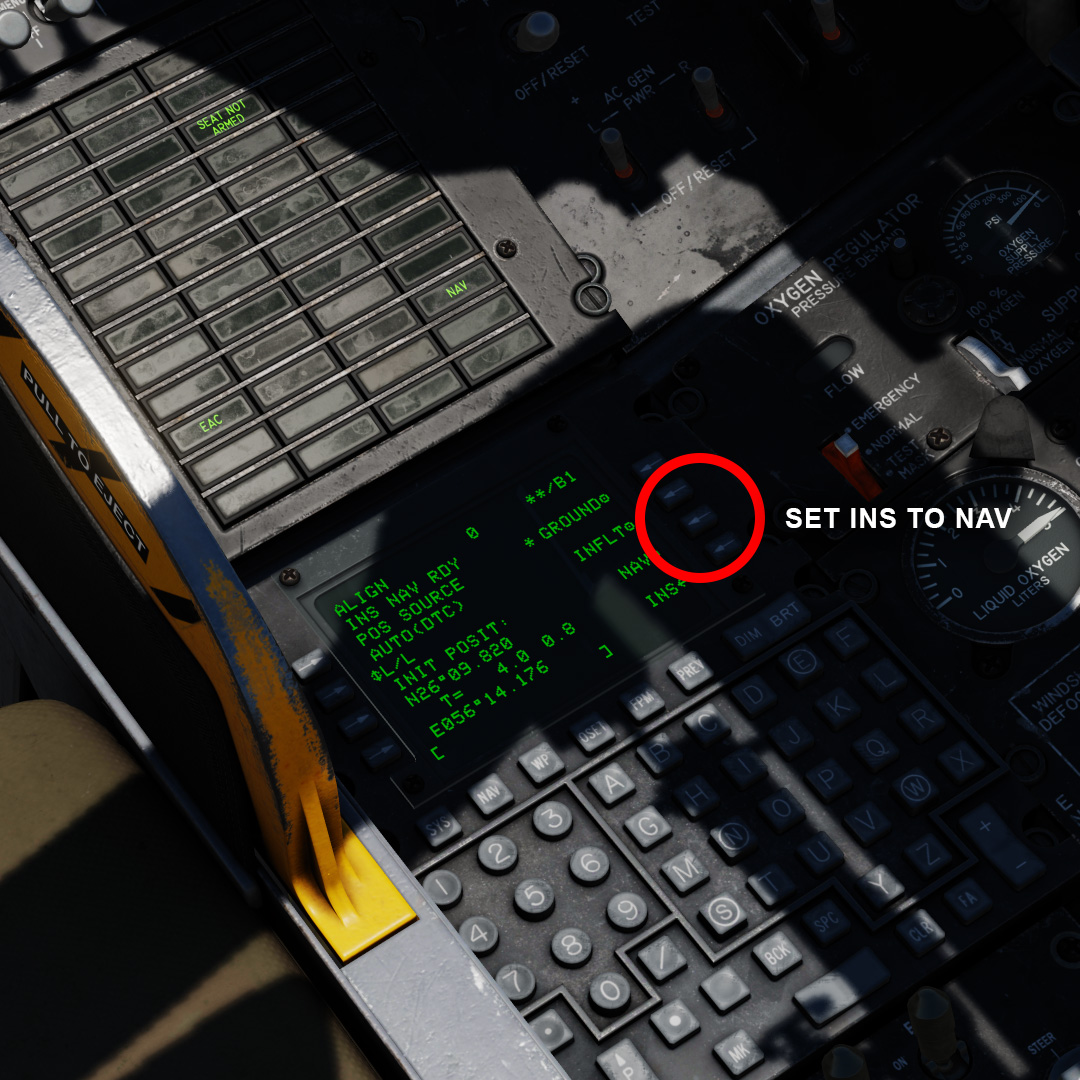 OFF
TEST
OFF/RESET
AC GEN
PWR
R
L
+
OFF/RESET
SEAT NOT
ARMED
NAV
EAC
PULL TO EJECT
OXYGEN REGULATOR
PRESSURE DEMAND
PSI
OXYGEN
SUPPLY
PRESSURE
100 %
OXYGEN
NORMAL
OXYGEN
SUPPLY
FLOW
EMERGENCY
NORMAL
TEST
MASK
LIQUID OXYGEN
LITERS
SET INS TO NAV
ALIGN 0 **/B1
INS NAV RDY *GROUND
POS SOURCE INFLT
AUTO(DTC) NAV
L/L INS
INIT POSIT:
N26°09.820
T= 4.0 0.8
E056°14.176
[ ]
DIM BRT
SYS NAV WP OSET FPM PREV
1 2 3
4 5 6
7 8 9
0
A B C D E F
G H I J K L
M N O P Q R
S T U V W X
Y Z
/
BCK SPC
CLR FA
+ -
MK
P
ON
STEER